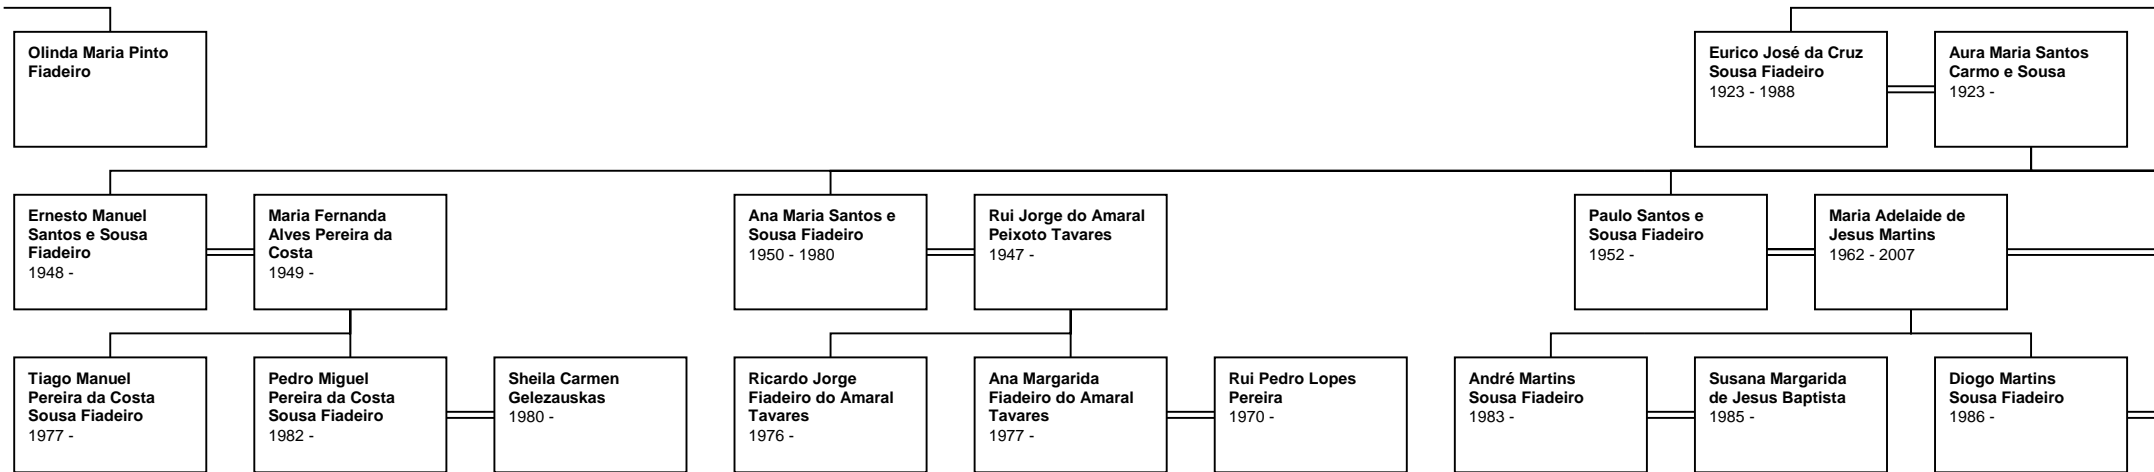 Olinda Maria Pinto
Fiadeiro
Eurico José da Cruz
Sousa Fiadeiro
1923 - 1988
Aura Maria Santos
Carmo e Sousa
1923 -
Ernesto Manuel
Santos e Sousa
Fiadeiro
1948 -
Maria Fernanda
Alves Pereira da
Costa
1949 -
Ana Maria Santos e
Sousa Fiadeiro
1950 - 1980
Rui Jorge do Amaral
Peixoto Tavares
1947 -
Paulo Santos e
Sousa Fiadeiro
1952 -
Maria Adelaide de
Jesus Martins
1962 - 2007
Tiago Manuel
Pereira da Costa
Sousa Fiadeiro
1977 -
Pedro Miguel
Pereira da Costa
Sousa Fiadeiro
1982 -
Sheila Carmen
Gelezauskas
1980 -
Ricardo Jorge
Fiadeiro do Amaral
Tavares
1976 -
Ana Margarida
Fiadeiro do Amaral
Tavares
1977 -
Rui Pedro Lopes
Pereira
1970 -
André Martins
Sousa Fiadeiro
1983 -
Susana Margarida
de Jesus Baptista
1985 -
Diogo Martins
Sousa Fiadeiro
1986 -